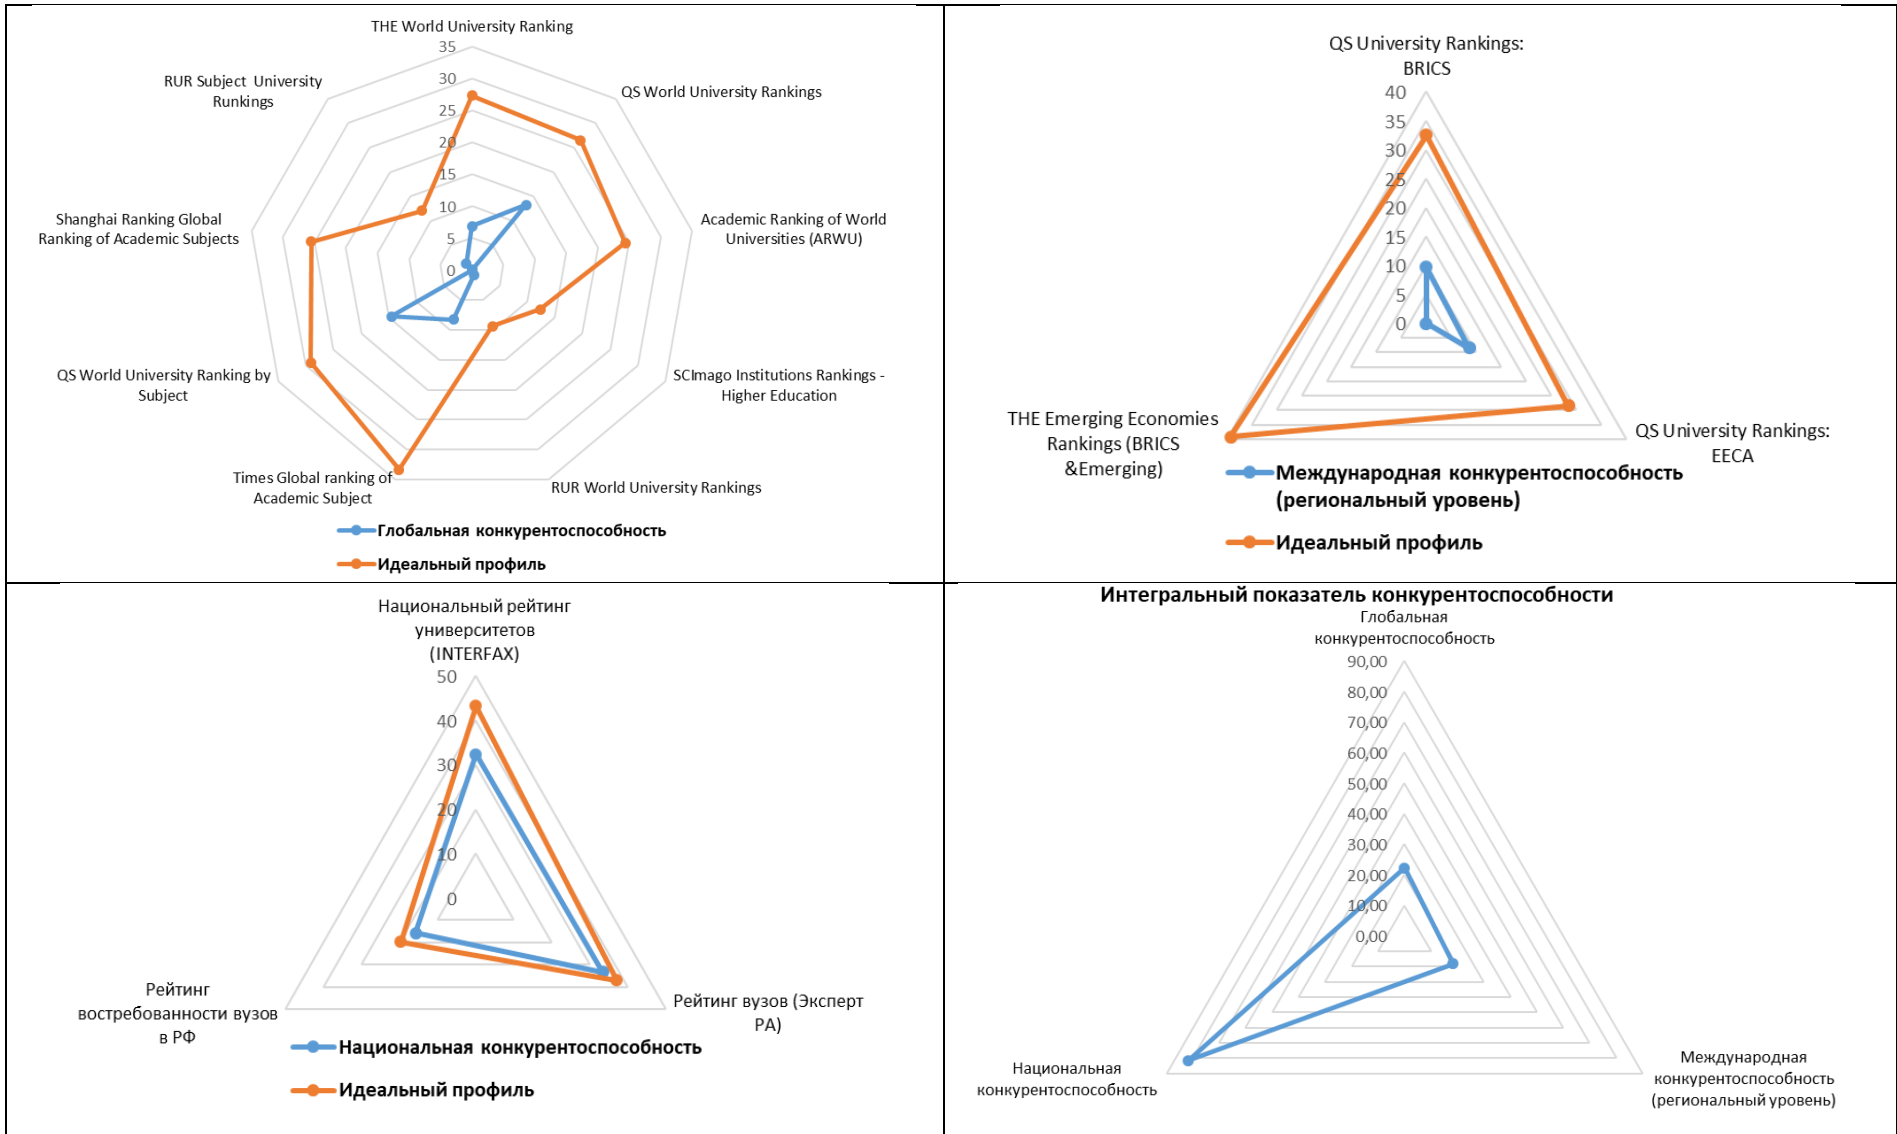 THE World University Ranking
35
30
25
20
15
10
5
0
QS World University Rankings
Academic Ranking of World
Universities (ARWU)
SCImago Institutions Rankings -
Higher Education
RUR World University Rankings
Times Global ranking of
Academic Subject
QS World University Ranking by
Subject
Shanghai Ranking Global
Ranking of Academic Subjects
RUR Subject University
Runkings
Глобальная конкурентоспособность
Идеальный профиль
QS University Rankings:
BRICS
40
35
30
25
20
15
10
5
0
QS University Rankings:
EECA
THE Emerging Economies
Rankings (BRICS
&Emerging)
Международная конкурентоспособность
(региональный уровень)
Идеальный профиль
Национальный рейтинг
университетов
(INTERFAX)
50
40
30
20
10
0
Рейтинг вузов (Эксперт
РА)
Рейтинг
востребованности вузов
в РФ
Национальная конкурентоспособность
Идеальный профиль
Интегральный показатель конкурентоспособности
Глобальная
конкурентоспособность
90,00
80,00
70,00
60,00
50,00
40,00
30,00
20,00
10,00
0,00
Международная
конкурентоспособность
(региональный уровень)
Национальная
конкурентоспособность